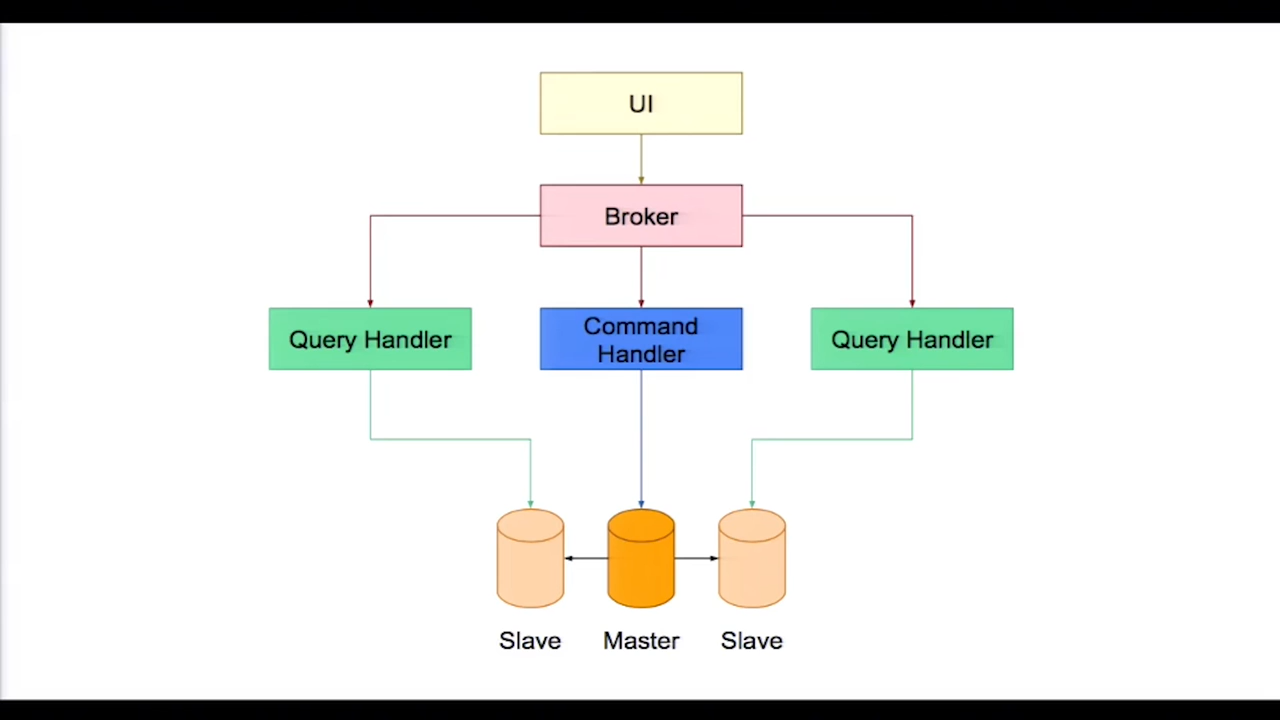 UI
Broker
Query Handler
Command
Handler
Query Handler
Slave
Master
Slave